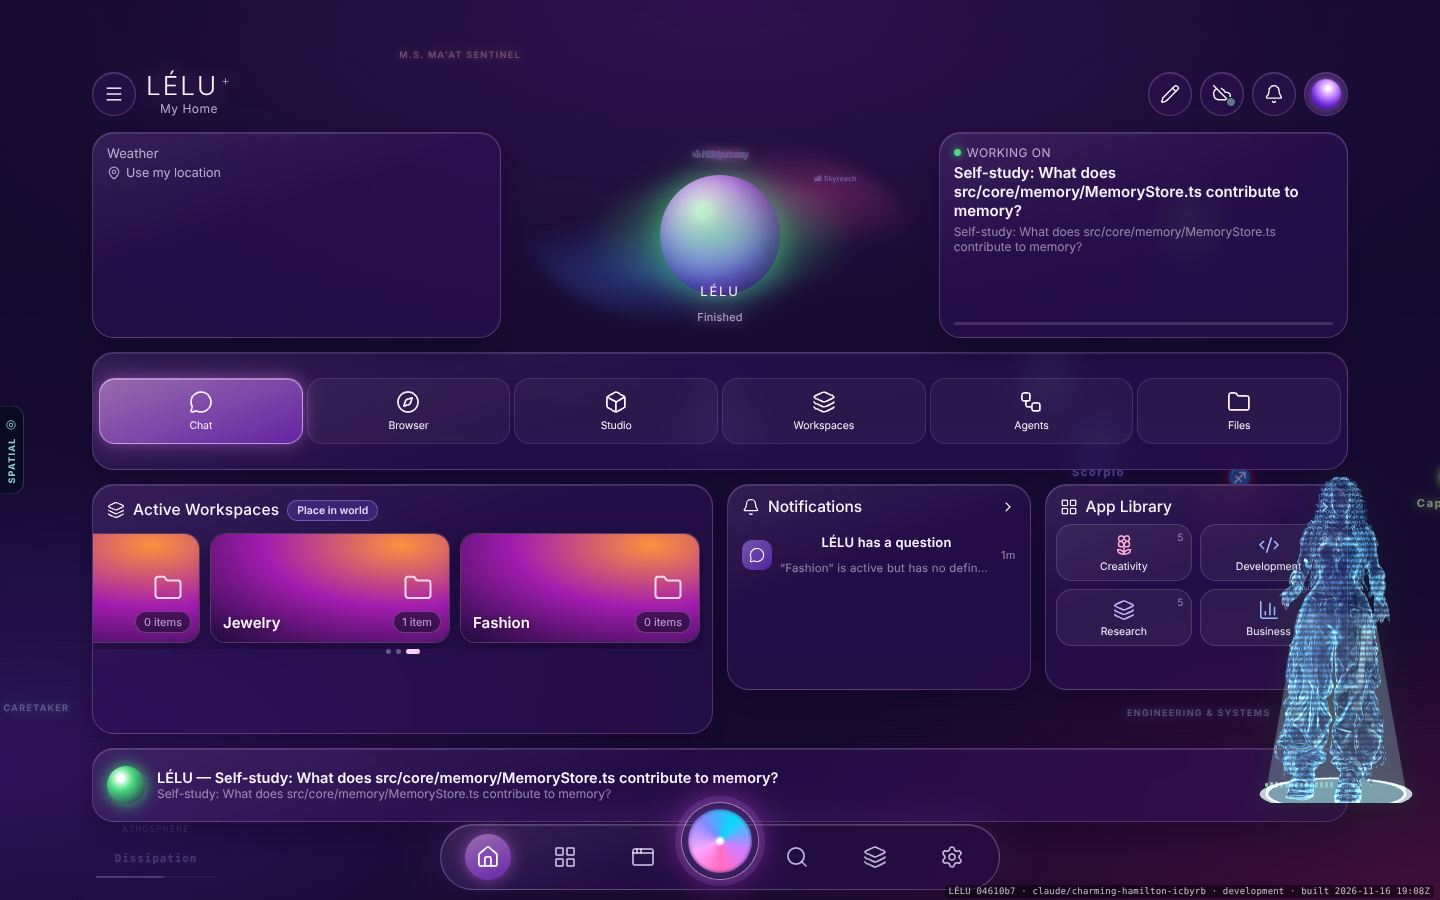 M.S. MA'AT SENTINEL
LÉLU +
My Home
Weather
Use my location
Skyreach
LÉLU
Finished
WORKING ON
Self-study: What does
src/core/memory/MemoryStore.ts contribute to
memory?
Self-study: What does src/core/memory/MemoryStore.ts
contribute to memory?
Chat
Browser
Studio
Workspaces
Agents
Files
SPATIAL
Scorpio
Active Workspaces
Place in world
0 items
Jewelry
1 item
Fashion
0 items
Notifications
LÉLU has a question
“Fashion” is active but has no defin...
1m
App Library
Creativity
5
Development
Research
5
Business
Cap
CARETAKER
ENGINEERING & SYSTEMS
LÉLU — Self-study: What does src/core/memory/MemoryStore.ts contribute to memory?
Self-study: What does src/core/memory/MemoryStore.ts contribute to memory?
ATMOSPHERE
Dissipation
LÉLU 04610b7 · claude/charming-hamilton-icbyrb · development · built 2026-11-16 19:08Z